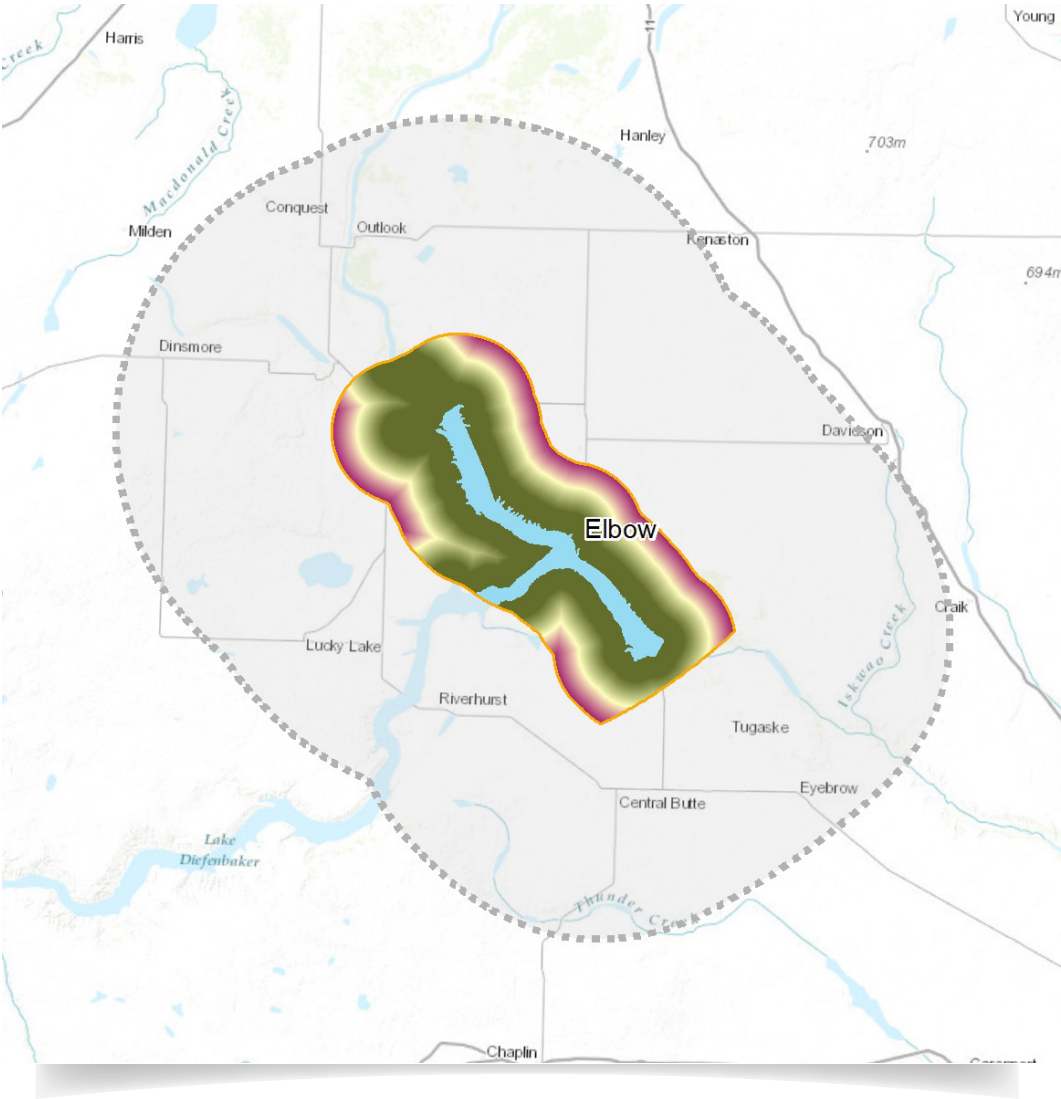 Young
Harris
Creek
11
Hanley
703m
Macdonald Creek
Conquest
Milden
Outlook
Kenaston
694m
Dinsmore
Davidson
Elbow
Craik
Iskwao Creek
Lucky Lake
Riverhurst
Tugaske
Eyebrow
Central Butte
Lake
Diefenbaker
Thunder Creek
Chaplin